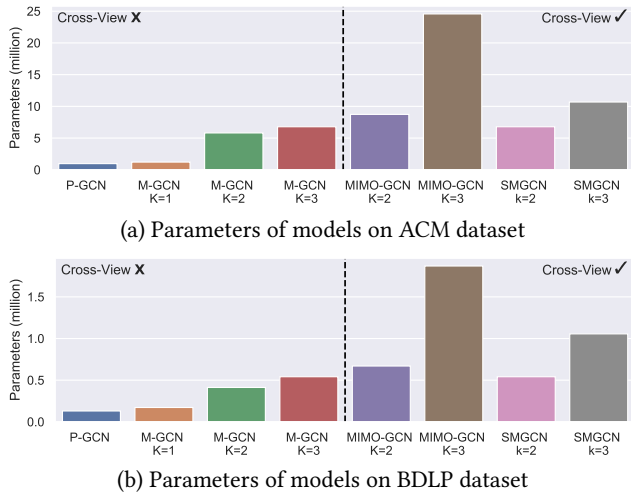 Cross-View ✗ Cross-View ✓
Parameters (million)
25
20
15
10
5
0
P-GCN M-GCN M-GCN M-GCN MIMO-GCN MIMO-GCN SMGCN SMGCN
K=1 K=2 K=3 K=2 K=3 k=2 k=3
(a) Parameters of models on ACM dataset
Cross-View ✗ Cross-View ✓
Parameters (million)
1.5
1.0
0.5
0.0
P-GCN M-GCN M-GCN M-GCN MIMO-GCN MIMO-GCN SMGCN SMGCN
K=1 K=2 K=3 K=2 K=3 k=2 k=3
(b) Parameters of models on BDLP dataset